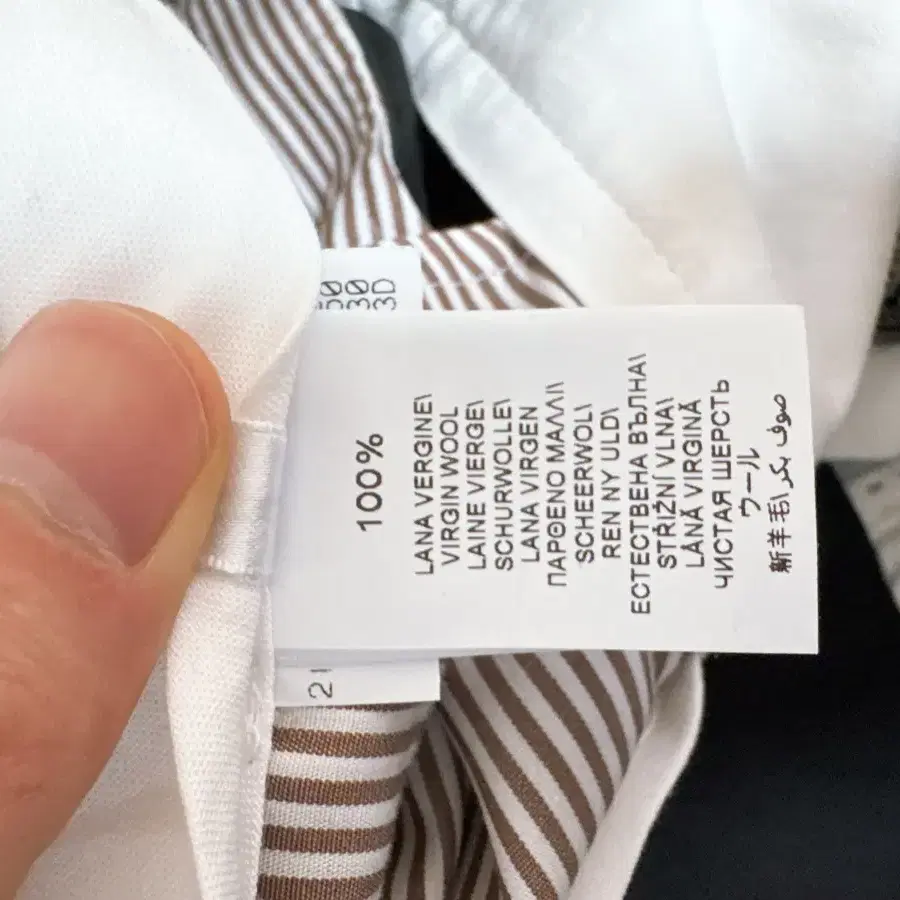 100%
LANA VERGINE\
VIRGIN WOOL
LAINE VIERGE\
SCHURWOLLE\
LANA VIRGEN
ΠΑΡΘΕΝΟ ΜΑΛΛΙ\
SCHEERWOL\
REN NY ULD\
ЕСТЕСТВЕНА ВЪЛНА\
STŘIŽNÍ VLNA\
LÂNĂ VIRGINĂ
ЧИСТАЯ ШЕРСТЬ
ウール
新羊毛\ صوف بكر